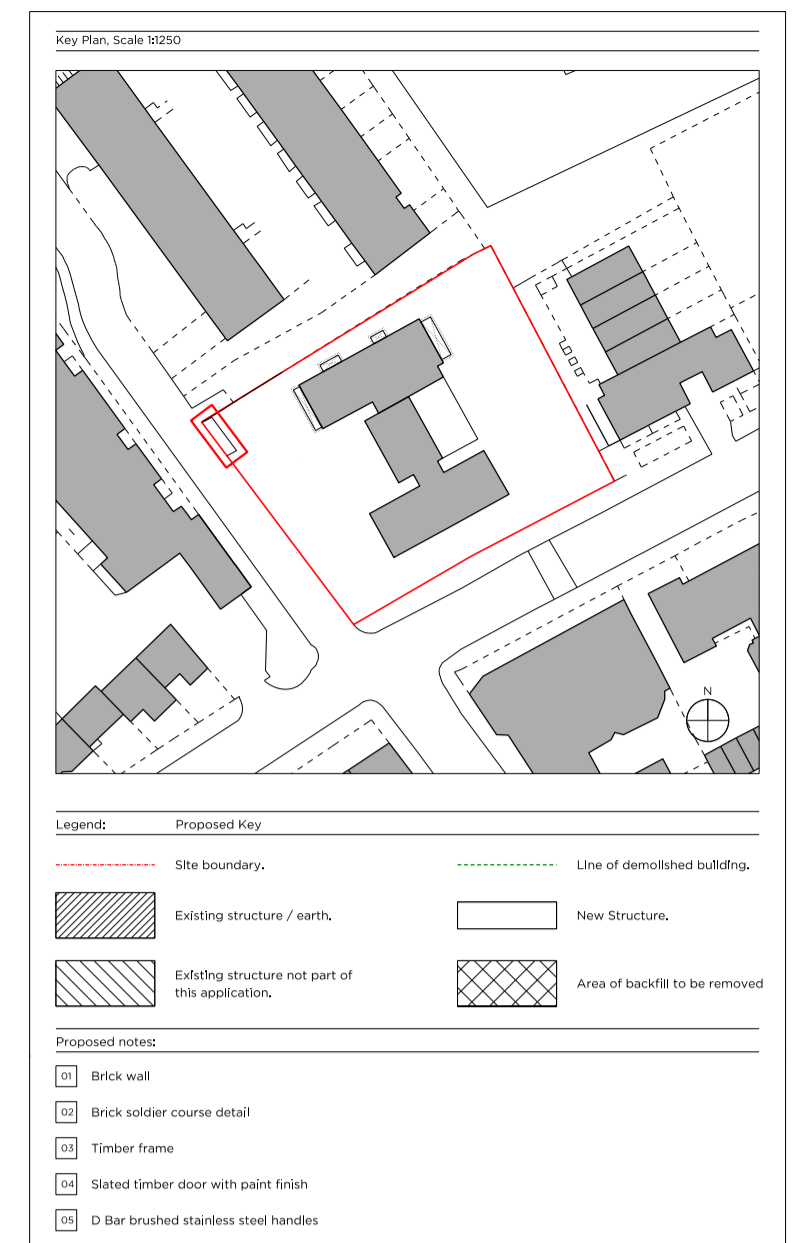 Key Plan, Scale 1:1250
N
Legend: Proposed Key
Site boundary.
Line of demolished building.
Existing structure / earth.
New Structure.
Existing structure not part of
this application.
Area of backfill to be removed
Proposed notes:
01 Brick wall
02 Brick soldier course detail
03 Timber frame
04 Slated timber door with paint finish
05 D Bar brushed stainless steel handles